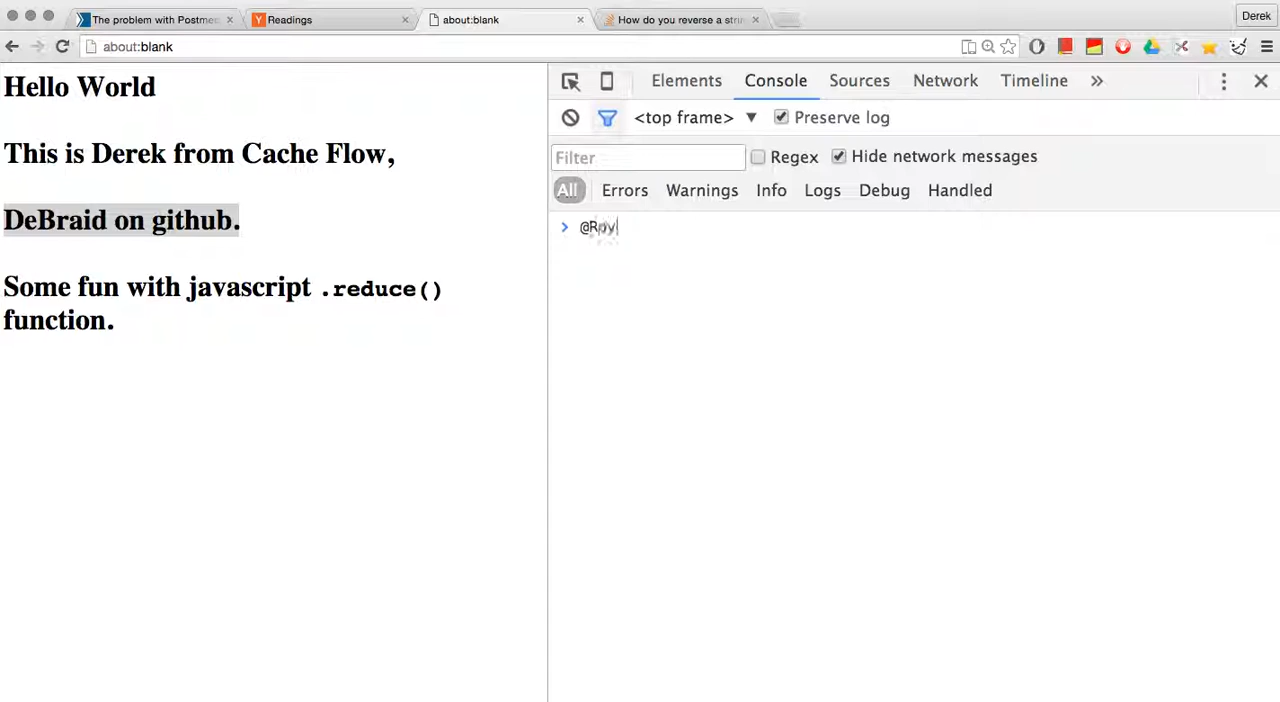 The problem with Postmed
Readings
about:blank
How do you reverse a stri
Derek
about:blank
Hello World
This is Derek from Cache Flow,
DeBraid on github.
Some fun with javascript .reduce()
function.
Elements Console Sources Network Timeline »
<top frame> ▼ Preserve log
Filter Regex Hide network messages
All Errors Warnings Info Logs Debug Handled